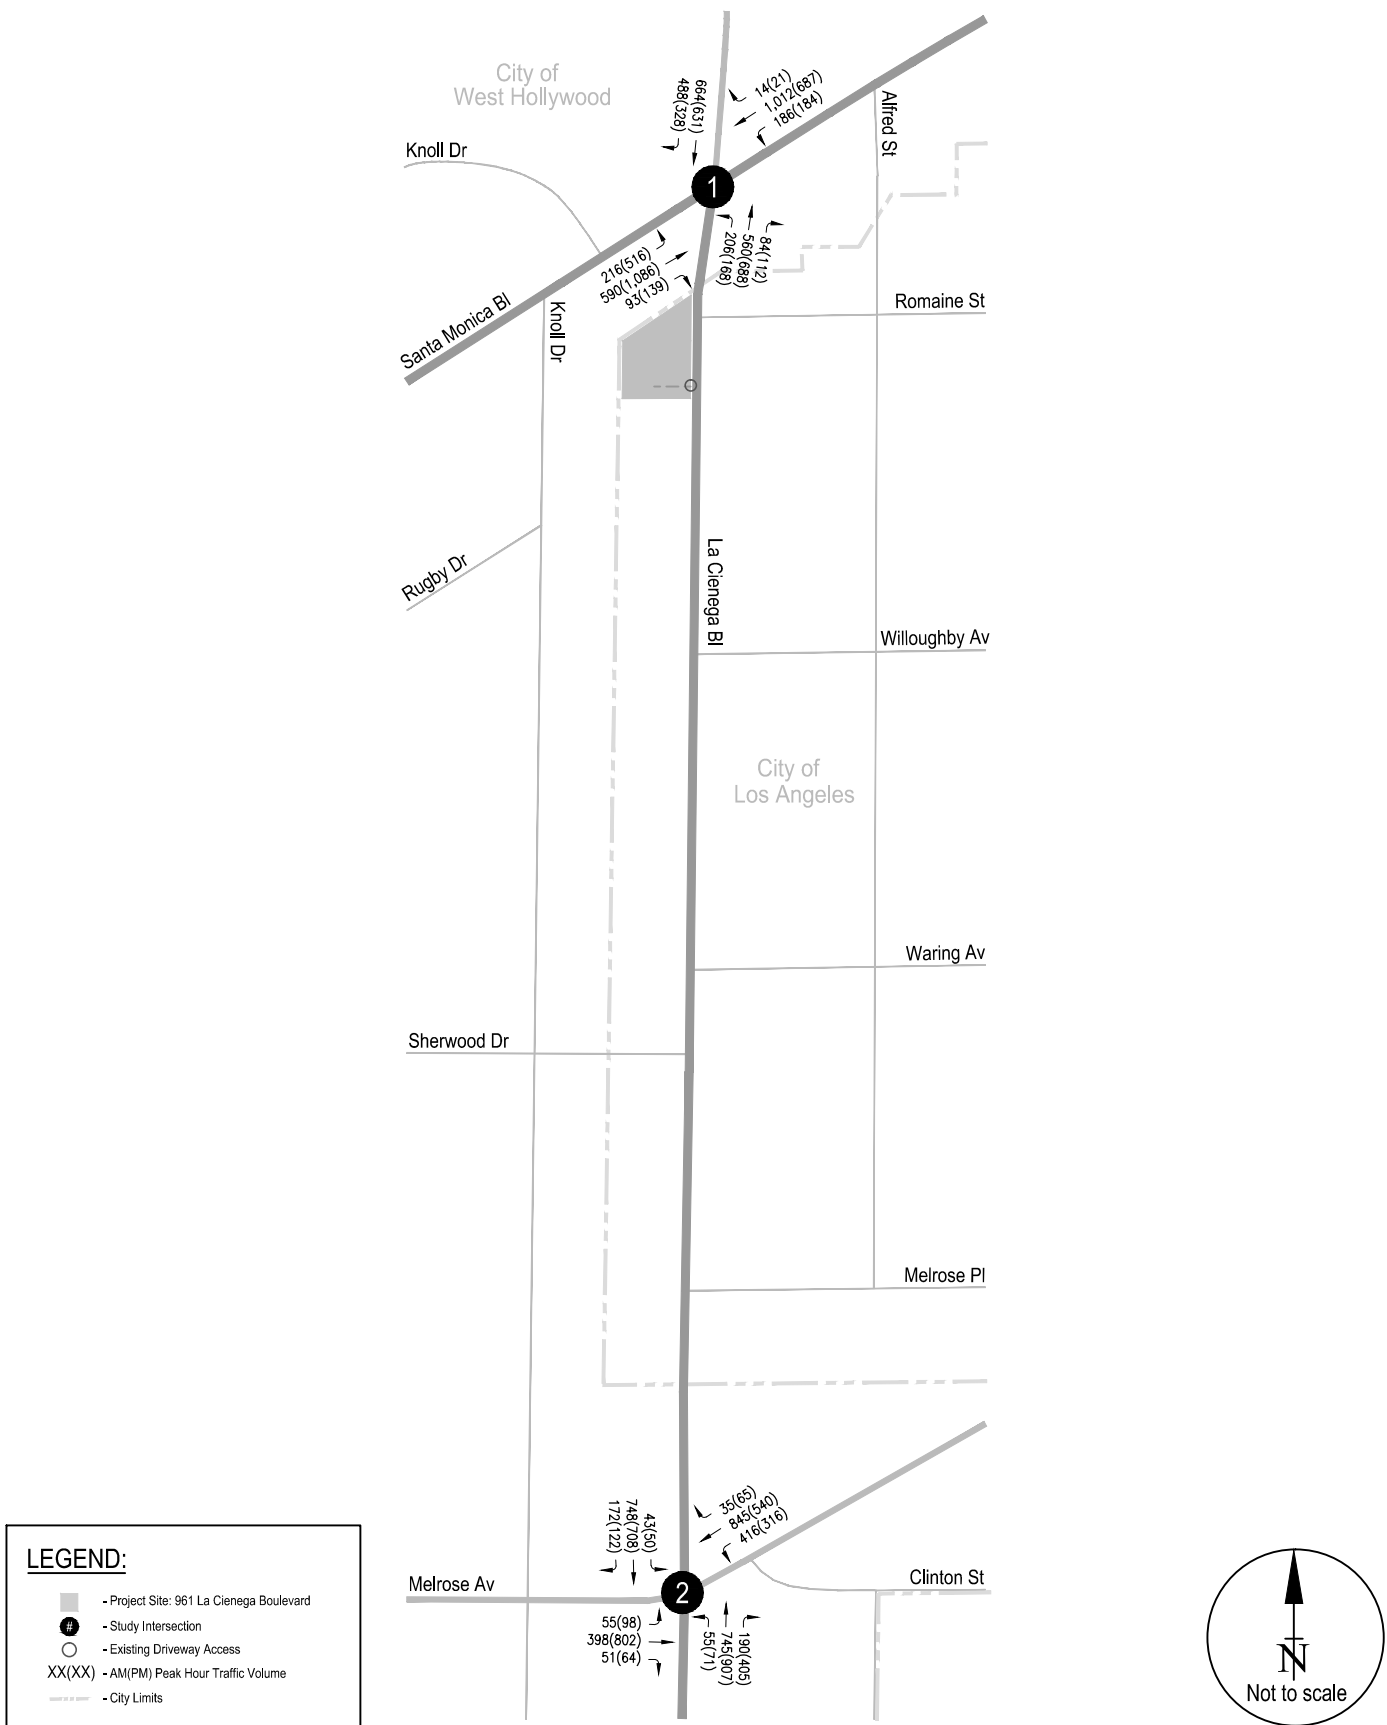 City of
West Hollywood
664(631)
488(328)
14(21)
1,012(687)
186(184)
Alfred St
Knoll Dr
1
84(112)
560(688)
206(168)
216(516)
590(1,086)
93(139)
Santa Monica Bl
Knoll Dr
Romaine St
Rugby Dr
La Cienega Bl
Willoughby Av
City of
Los Angeles
Waring Av
Sherwood Dr
Melrose Pl
43(50)
748(708)
172(122)
35(65)
845(540)
416(316)
Melrose Av
2
Clinton St
55(98)
398(802)
51(64)
190(405)
745(907)
55(71)
LEGEND:
- Project Site: 961 La Cienega Boulevard
# - Study Intersection
- Existing Driveway Access
XX(XX) - AM(PM) Peak Hour Traffic Volume
- City Limits
N
Not to scale